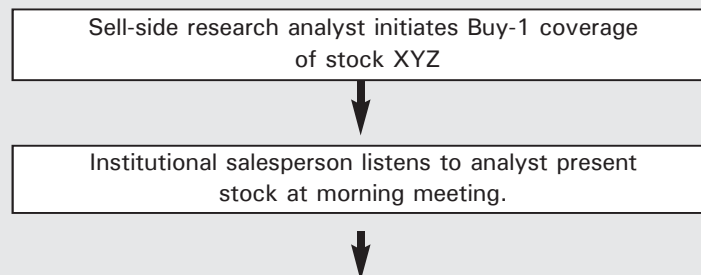 Sell-side research analyst initiates Buy-1 coverage
of stock XYZ
Institutional salesperson listens to analyst present
stock at morning meeting.